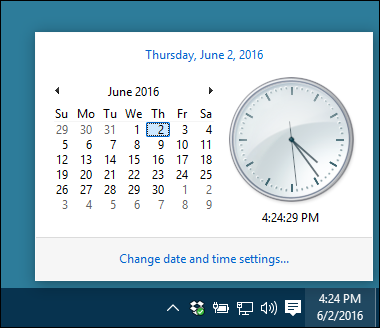 Thursday, June 2, 2016
June 2016
Su Mo Tu We Th Fr Sa
29 30 31 1 2 3 4
5 6 7 8 9 10 11
12 13 14 15 16 17 18
19 20 21 22 23 24 25
26 27 28 29 30 1 2
3 4 5 6 7 8 9
4:24:29 PM
Change date and time settings...
4:24 PM
6/2/2016